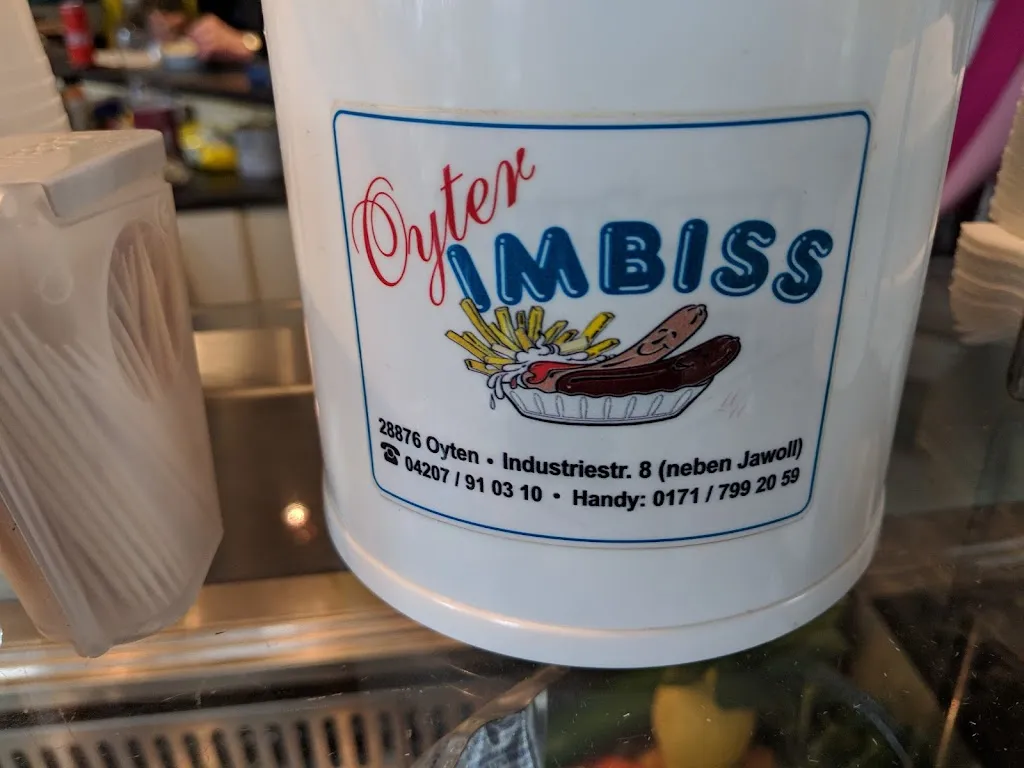 Oyter
IMBISS
28876 Oyten • Industriestr. 8 (neben Jawoll)
☎ 04207 / 91 03 10 • Handy: 0171 / 799 20 59